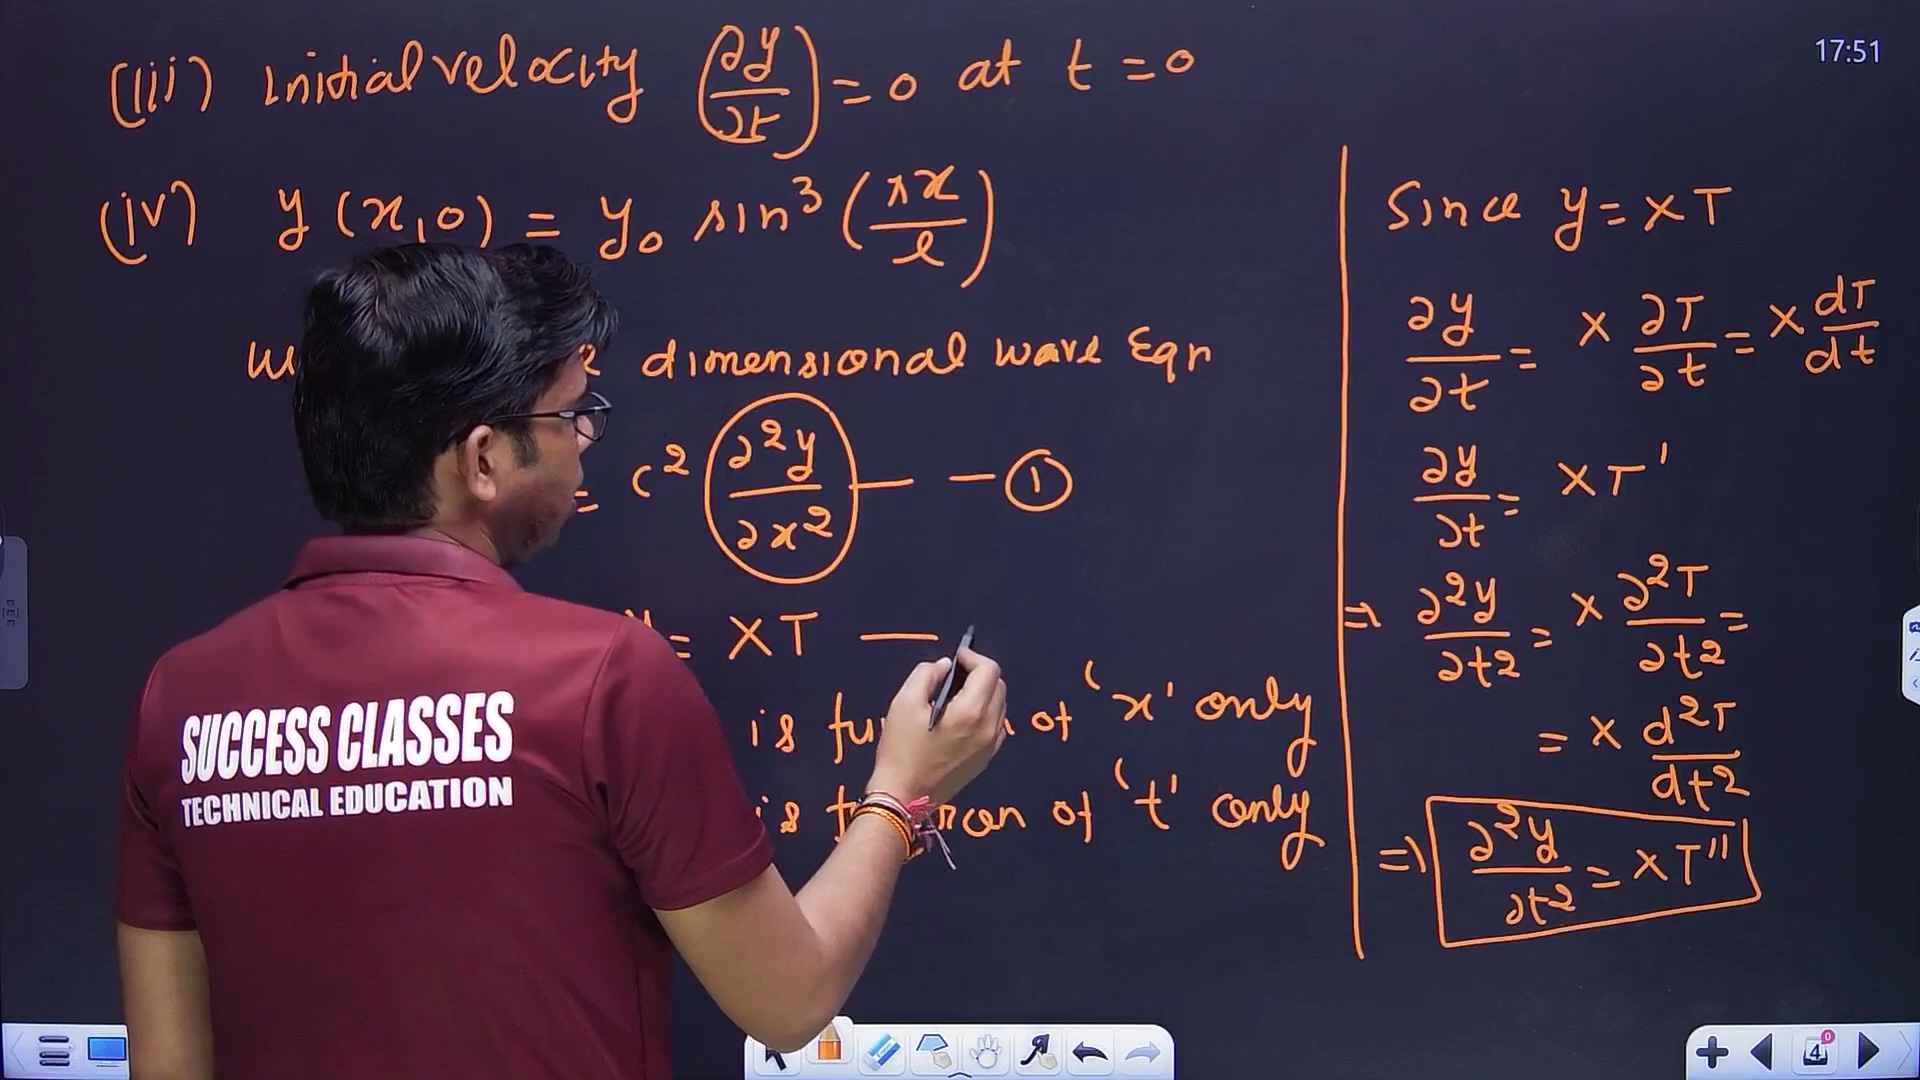 17:51
(iii) Initial velocity (∂y/∂t) = 0 at t = 0
(iv) y(x,0) = y₀ sin³(πx/l)
dimensional wave Eqn
= c² ∂²y/∂x² — — ①
y = XT —
is of 'x' only
is of 't' only
Since y = XT
∂y/∂t = X ∂T/∂t = X dT/dt
∂y/∂t = XT'
⇒ ∂²y/∂t² = X ∂²T/∂t² =
= X d²T/dt²
⇒ ∂²y/∂t² = XT''
SUCCESS CLASSES
TECHNICAL EDUCATION
4
0